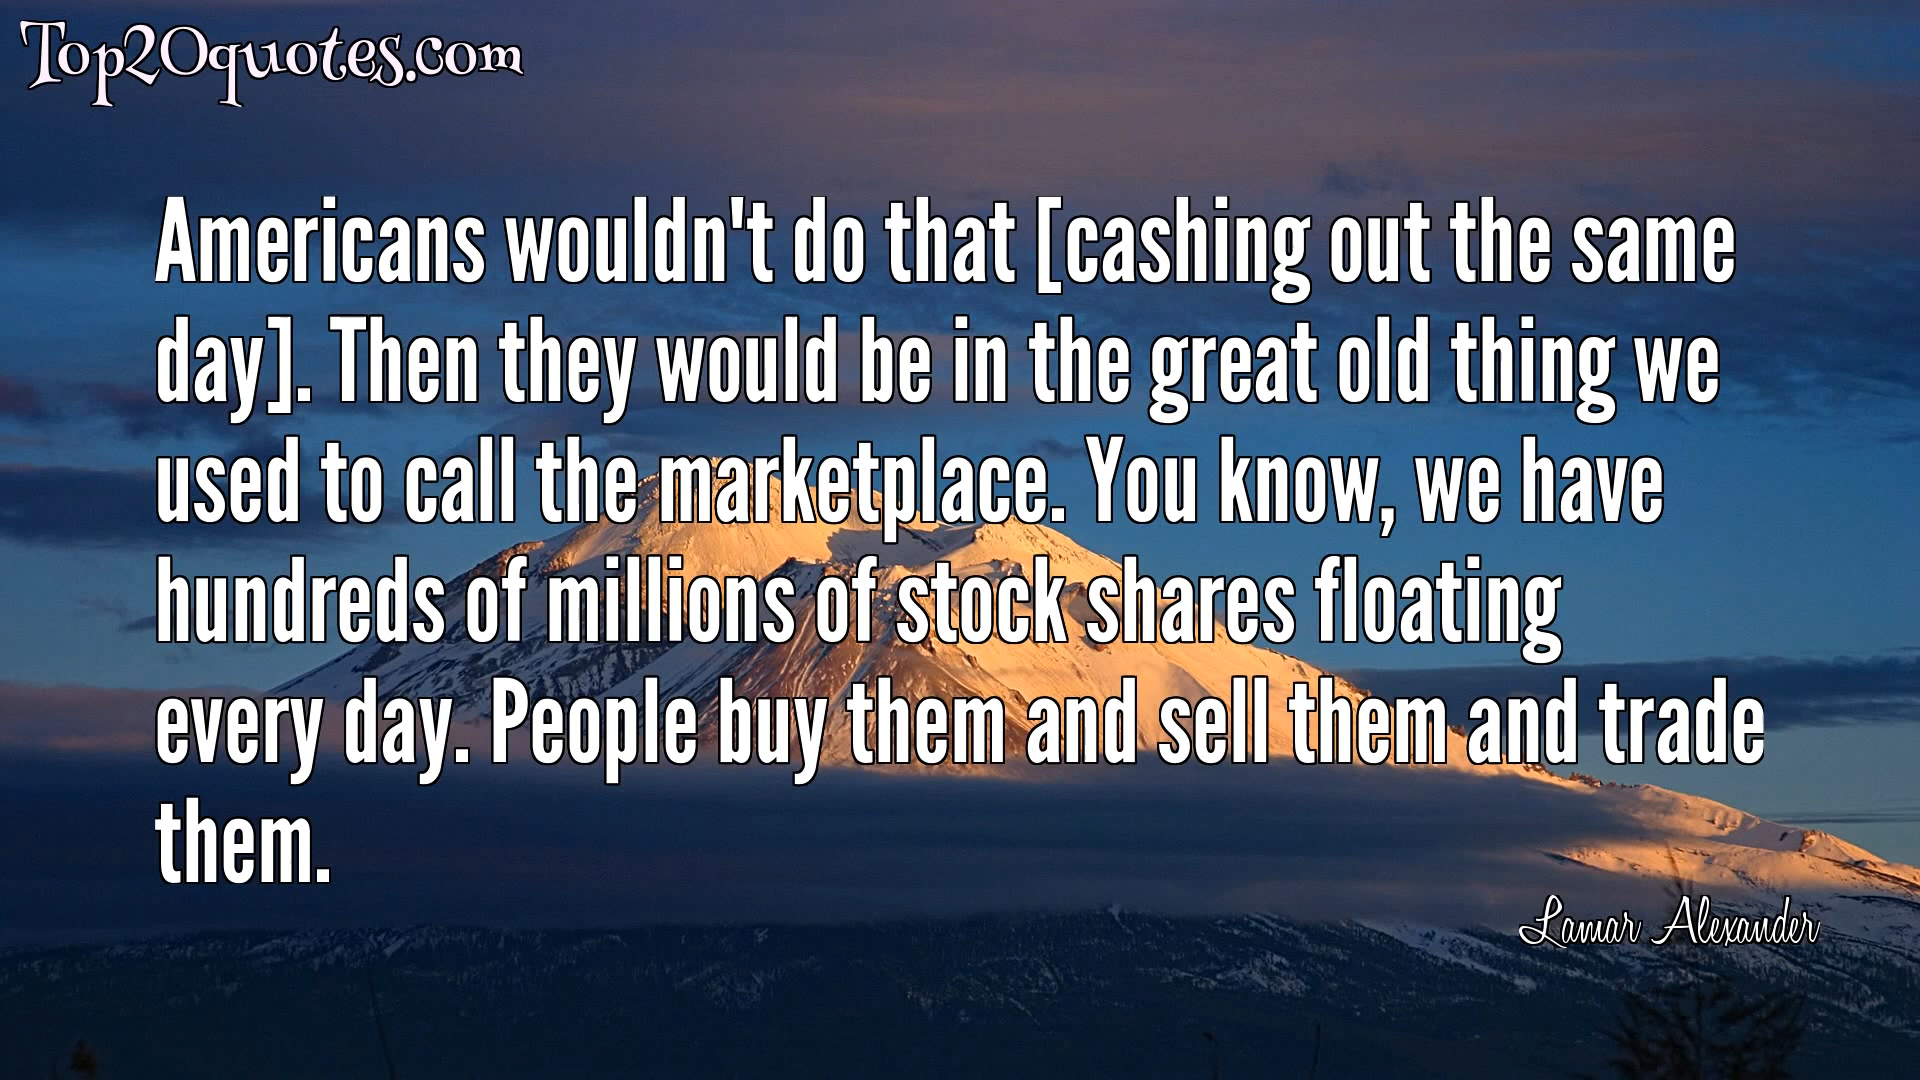 Top20quotes.com
Americans wouldn't do that [cashing out the same
day]. Then they would be in the great old thing we
used to call the marketplace. You know, we have
hundreds of millions of stock shares floating
every day. People buy them and sell them and trade
them.
Lamar Alexander